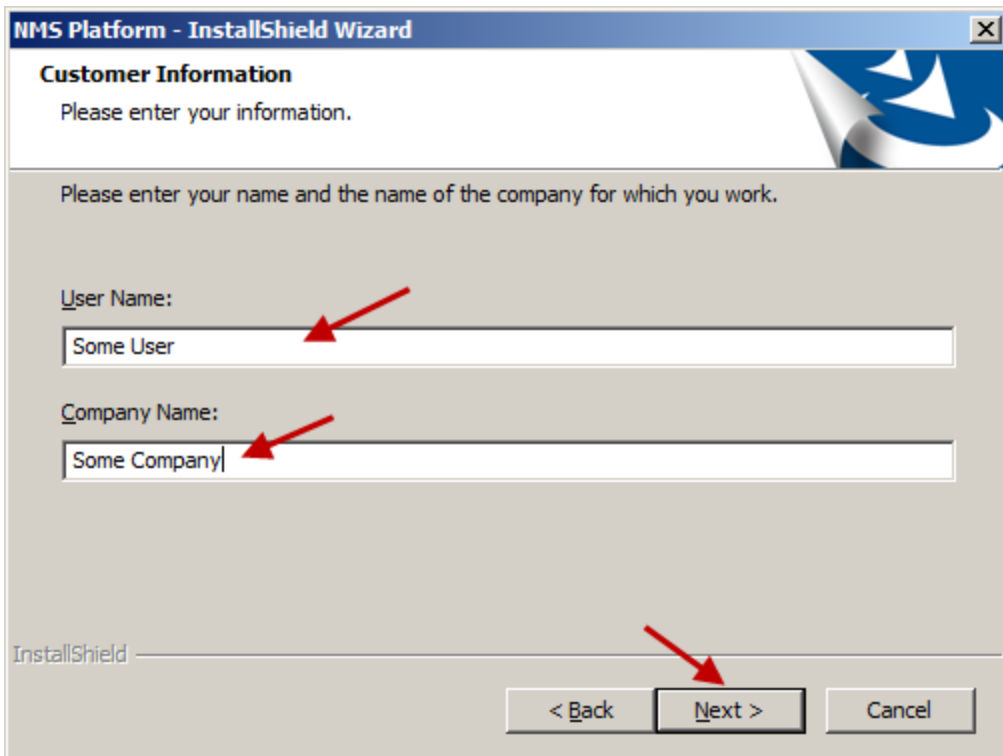 NMS Platform - InstallShield Wizard
Customer Information
Please enter your information.
Please enter your name and the name of the company for which you work.
User Name:
Some User
Company Name:
Some Company
InstallShield
< Back Next > Cancel